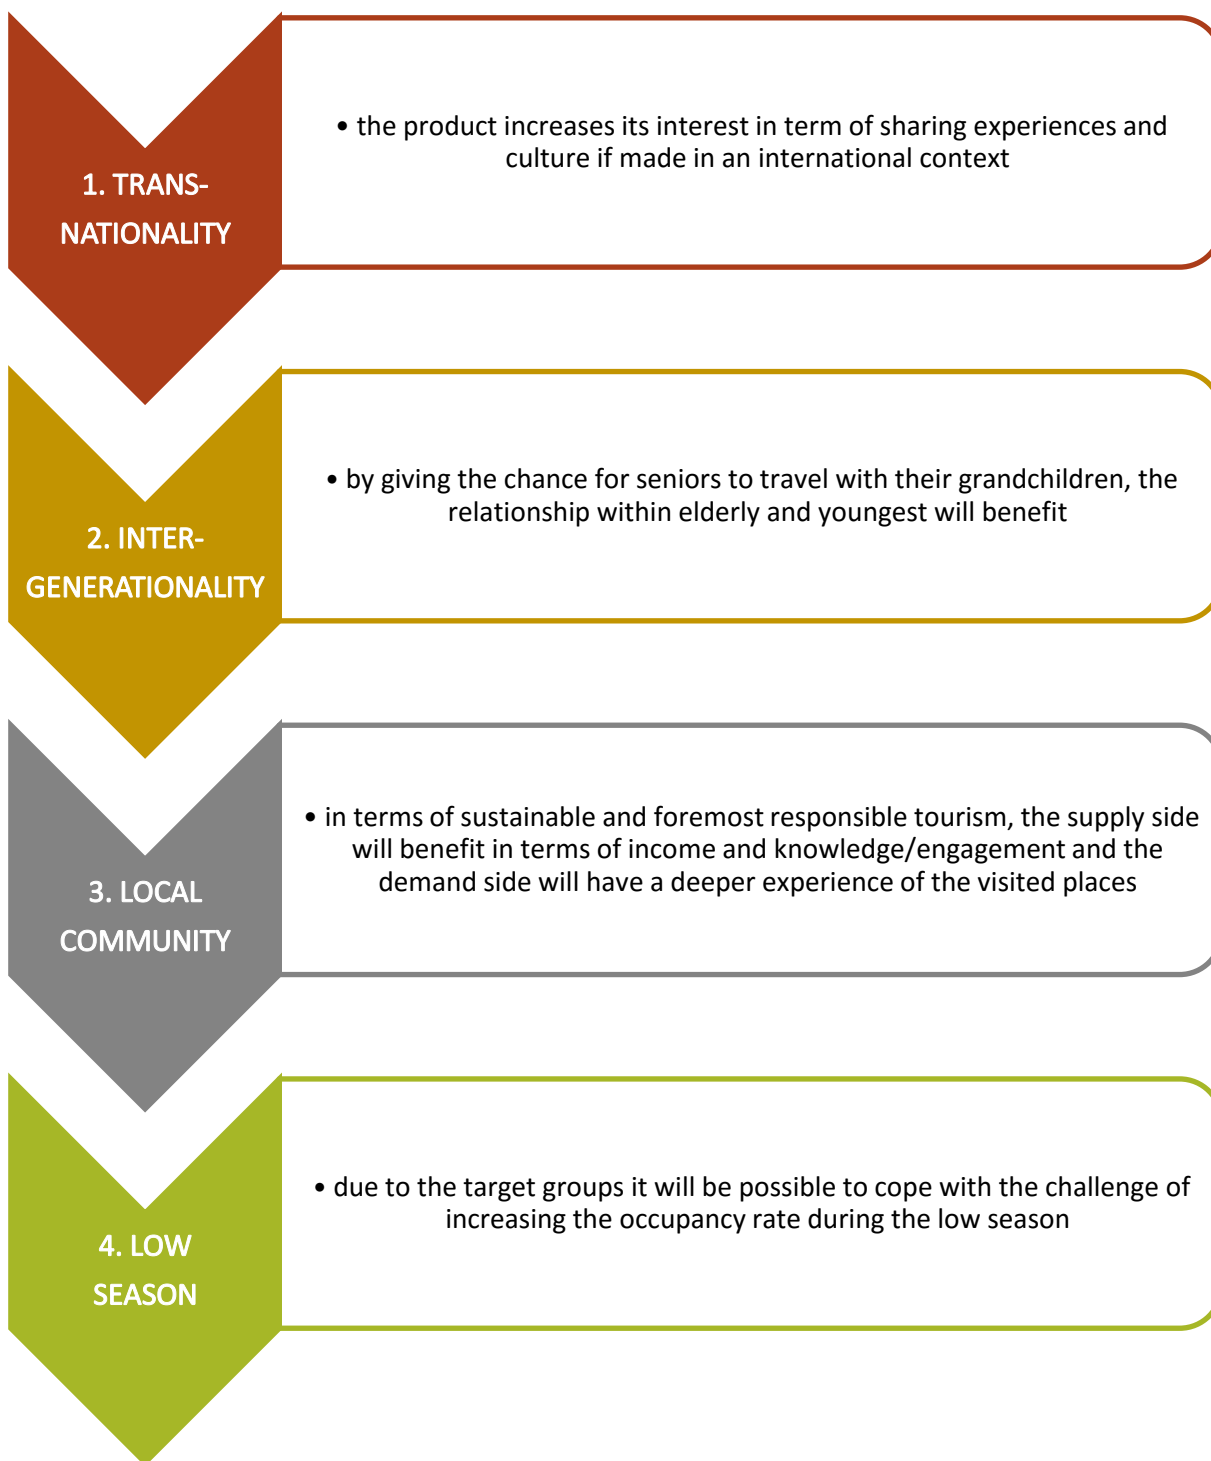 1. TRANS-
NATIONALITY
• the product increases its interest in term of sharing experiences and
culture if made in an international context
2. INTER-
GENERATIONALITY
• by giving the chance for seniors to travel with their grandchildren, the
relationship within elderly and youngest will benefit
3. LOCAL
COMMUNITY
• in terms of sustainable and foremost responsible tourism, the supply side
will benefit in terms of income and knowledge/engagement and the
demand side will have a deeper experience of the visited places
4. LOW
SEASON
• due to the target groups it will be possible to cope with the challenge of
increasing the occupancy rate during the low season